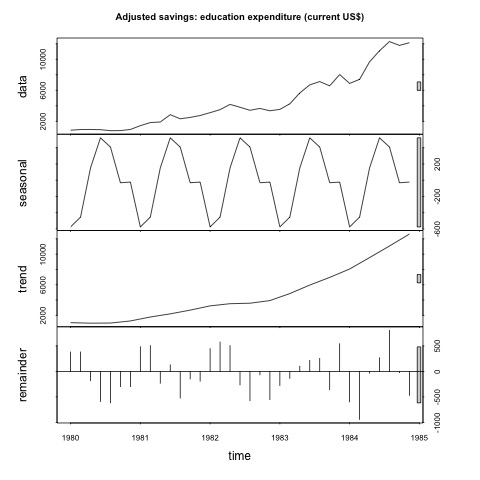 Adjusted savings: education expenditure (current US$)
data
2000 6000 10000
seasonal
-600 -200 200
trend
2000 6000 10000
remainder
-1000 -500 0 500
1980 1981 1982 1983 1984 1985
time